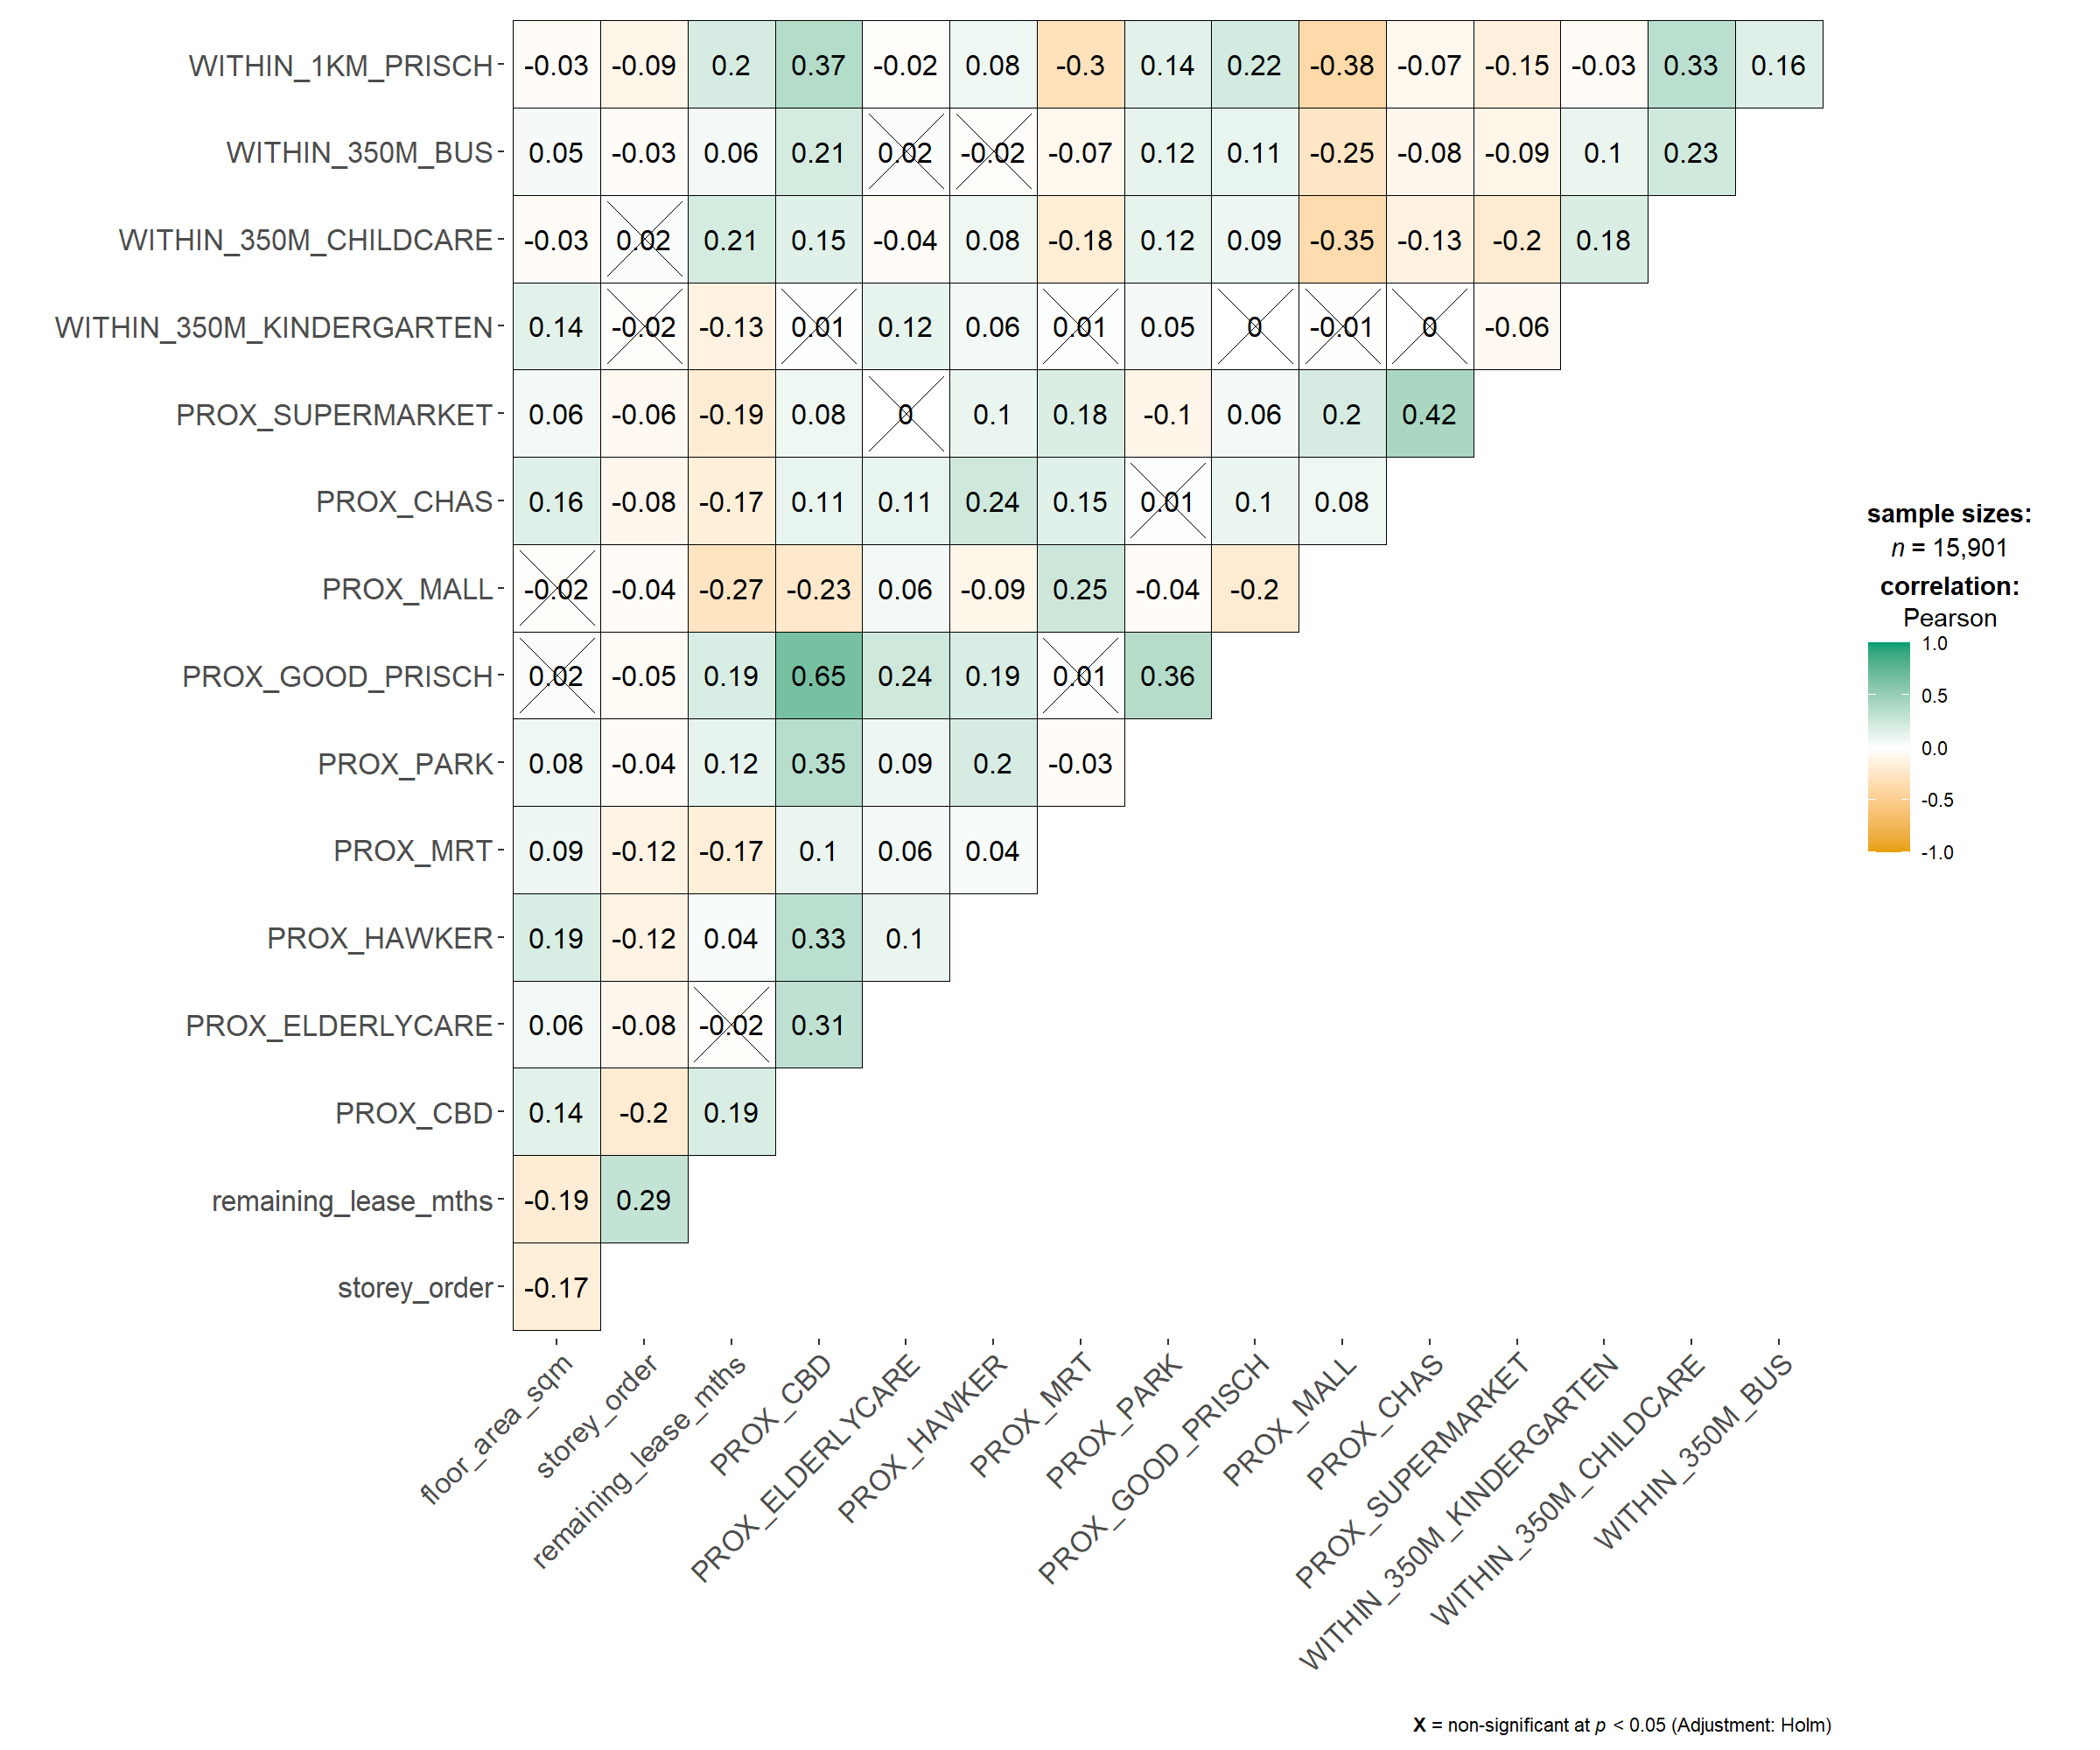 WITHIN_1KM_PRISCH -0.03 -0.09 0.2 0.37 -0.02 0.08 -0.3 0.14 0.22 -0.38 -0.07 -0.15 -0.03 0.33 0.16
WITHIN_350M_BUS 0.05 -0.03 0.06 0.21 0.02 -0.02 -0.07 0.12 0.11 -0.25 -0.08 -0.09 0.1 0.23
WITHIN_350M_CHILDCARE -0.03 0.02 0.21 0.15 -0.04 0.08 -0.18 0.12 0.09 -0.35 -0.13 -0.2 0.18
WITHIN_350M_KINDERGARTEN 0.14 -0.02 -0.13 0.01 0.12 0.06 0.01 0.05 0 -0.01 0 -0.06
PROX_SUPERMARKET 0.06 -0.06 -0.19 0.08 0 0.1 0.18 -0.1 0.06 0.2 0.42
PROX_CHAS 0.16 -0.08 -0.17 0.11 0.11 0.24 0.15 0.01 0.1 0.08
PROX_MALL -0.02 -0.04 -0.27 -0.23 0.06 -0.09 0.25 -0.04 -0.2
PROX_GOOD_PRISCH 0.02 -0.05 0.19 0.65 0.24 0.19 0.01 0.36
PROX_PARK 0.08 -0.04 0.12 0.35 0.09 0.2 -0.03
PROX_MRT 0.09 -0.12 -0.17 0.1 0.06 0.04
PROX_HAWKER 0.19 -0.12 0.04 0.33 0.1
PROX_ELDERLYCARE 0.06 -0.08 -0.02 0.31
PROX_CBD 0.14 -0.2 0.19
remaining_lease_mths -0.19 0.29
storey_order -0.17
floor_area_sqm
storey_order
remaining_lease_mths
PROX_CBD
PROX_ELDERLYCARE
PROX_HAWKER
PROX_MRT
PROX_PARK
PROX_GOOD_PRISCH
PROX_MALL
PROX_CHAS
PROX_SUPERMARKET
WITHIN_350M_KINDERGARTEN
WITHIN_350M_CHILDCARE
WITHIN_350M_BUS
sample sizes:
n = 15,901
correlation:
Pearson
1.0
0.5
0.0
-0.5
-1.0
X = non-significant at p < 0.05 (Adjustment: Holm)